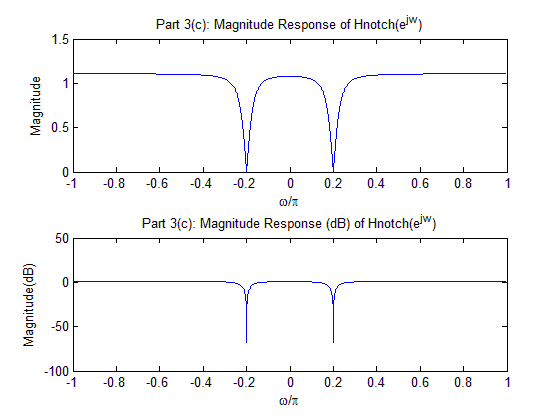 Part 3(c): Magnitude Response of Hnotch(e^jw)
1.5
1
0.5
0
Magnitude
-1 -0.8 -0.6 -0.4 -0.2 0 0.2 0.4 0.6 0.8 1
ω/π
Part 3(c): Magnitude Response (dB) of Hnotch(e^jw)
50
0
-50
-100
Magnitude(dB)
-1 -0.8 -0.6 -0.4 -0.2 0 0.2 0.4 0.6 0.8 1
ω/π